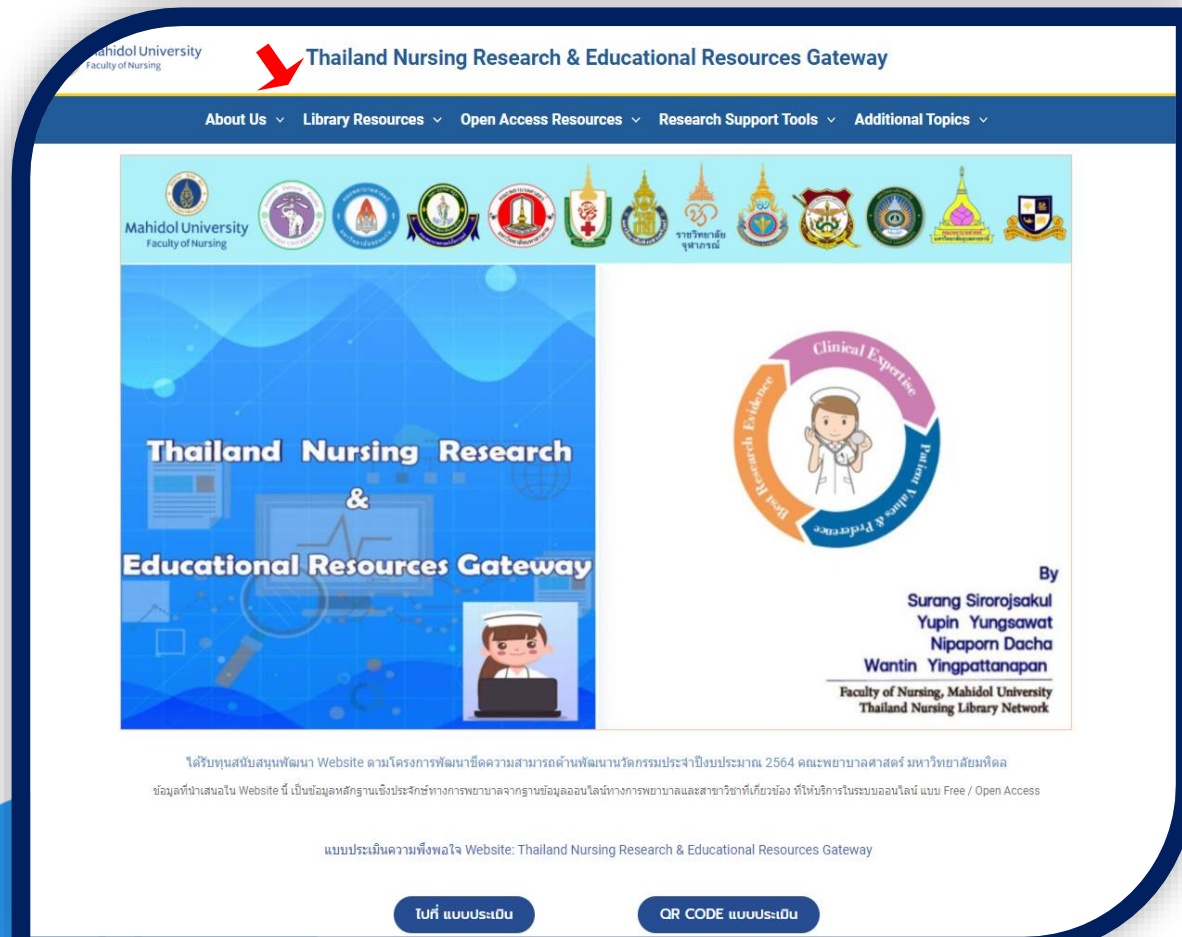 Mahidol University
Faculty of Nursing
Thailand Nursing Research & Educational Resources Gateway
About Us
Library Resources
Open Access Resources
Research Support Tools
Additional Topics
Mahidol University
Faculty of Nursing
ราชวิทยาลัย
จุฬาภรณ์
Thailand Nursing Research
&
Educational Resources Gateway
Clinical Expertise
Patient Values & Preference
Best Research Evidence
By
Surang Sirorojsakul
Yupin Yungsawat
Nipaporn Dacha
Wantin Yingpattanapan
Faculty of Nursing, Mahidol University
Thailand Nursing Library Network
ได้รับทุนสนับสนุนพัฒนา Website ตามโครงการพัฒนาขีดความสามารถด้านพัฒนานวัตกรรมประจำปีงบประมาณ 2564 คณะพยาบาลศาสตร์ มหาวิทยาลัยมหิดล
ข้อมูลที่นำเสนอใน Website นี้ เป็นข้อมูลหลักฐานเชิงประจักษ์ทางการพยาบาลจากฐานข้อมูลออนไลน์ทางการพยาบาลและสาขาวิชาที่เกี่ยวข้อง ที่ให้บริการในระบบออนไลน์ แบบ Free / Open Access
แบบประเมินความพึงพอใจ Website: Thailand Nursing Research & Educational Resources Gateway
ไปที่ แบบประเมิน
QR CODE แบบประเมิน